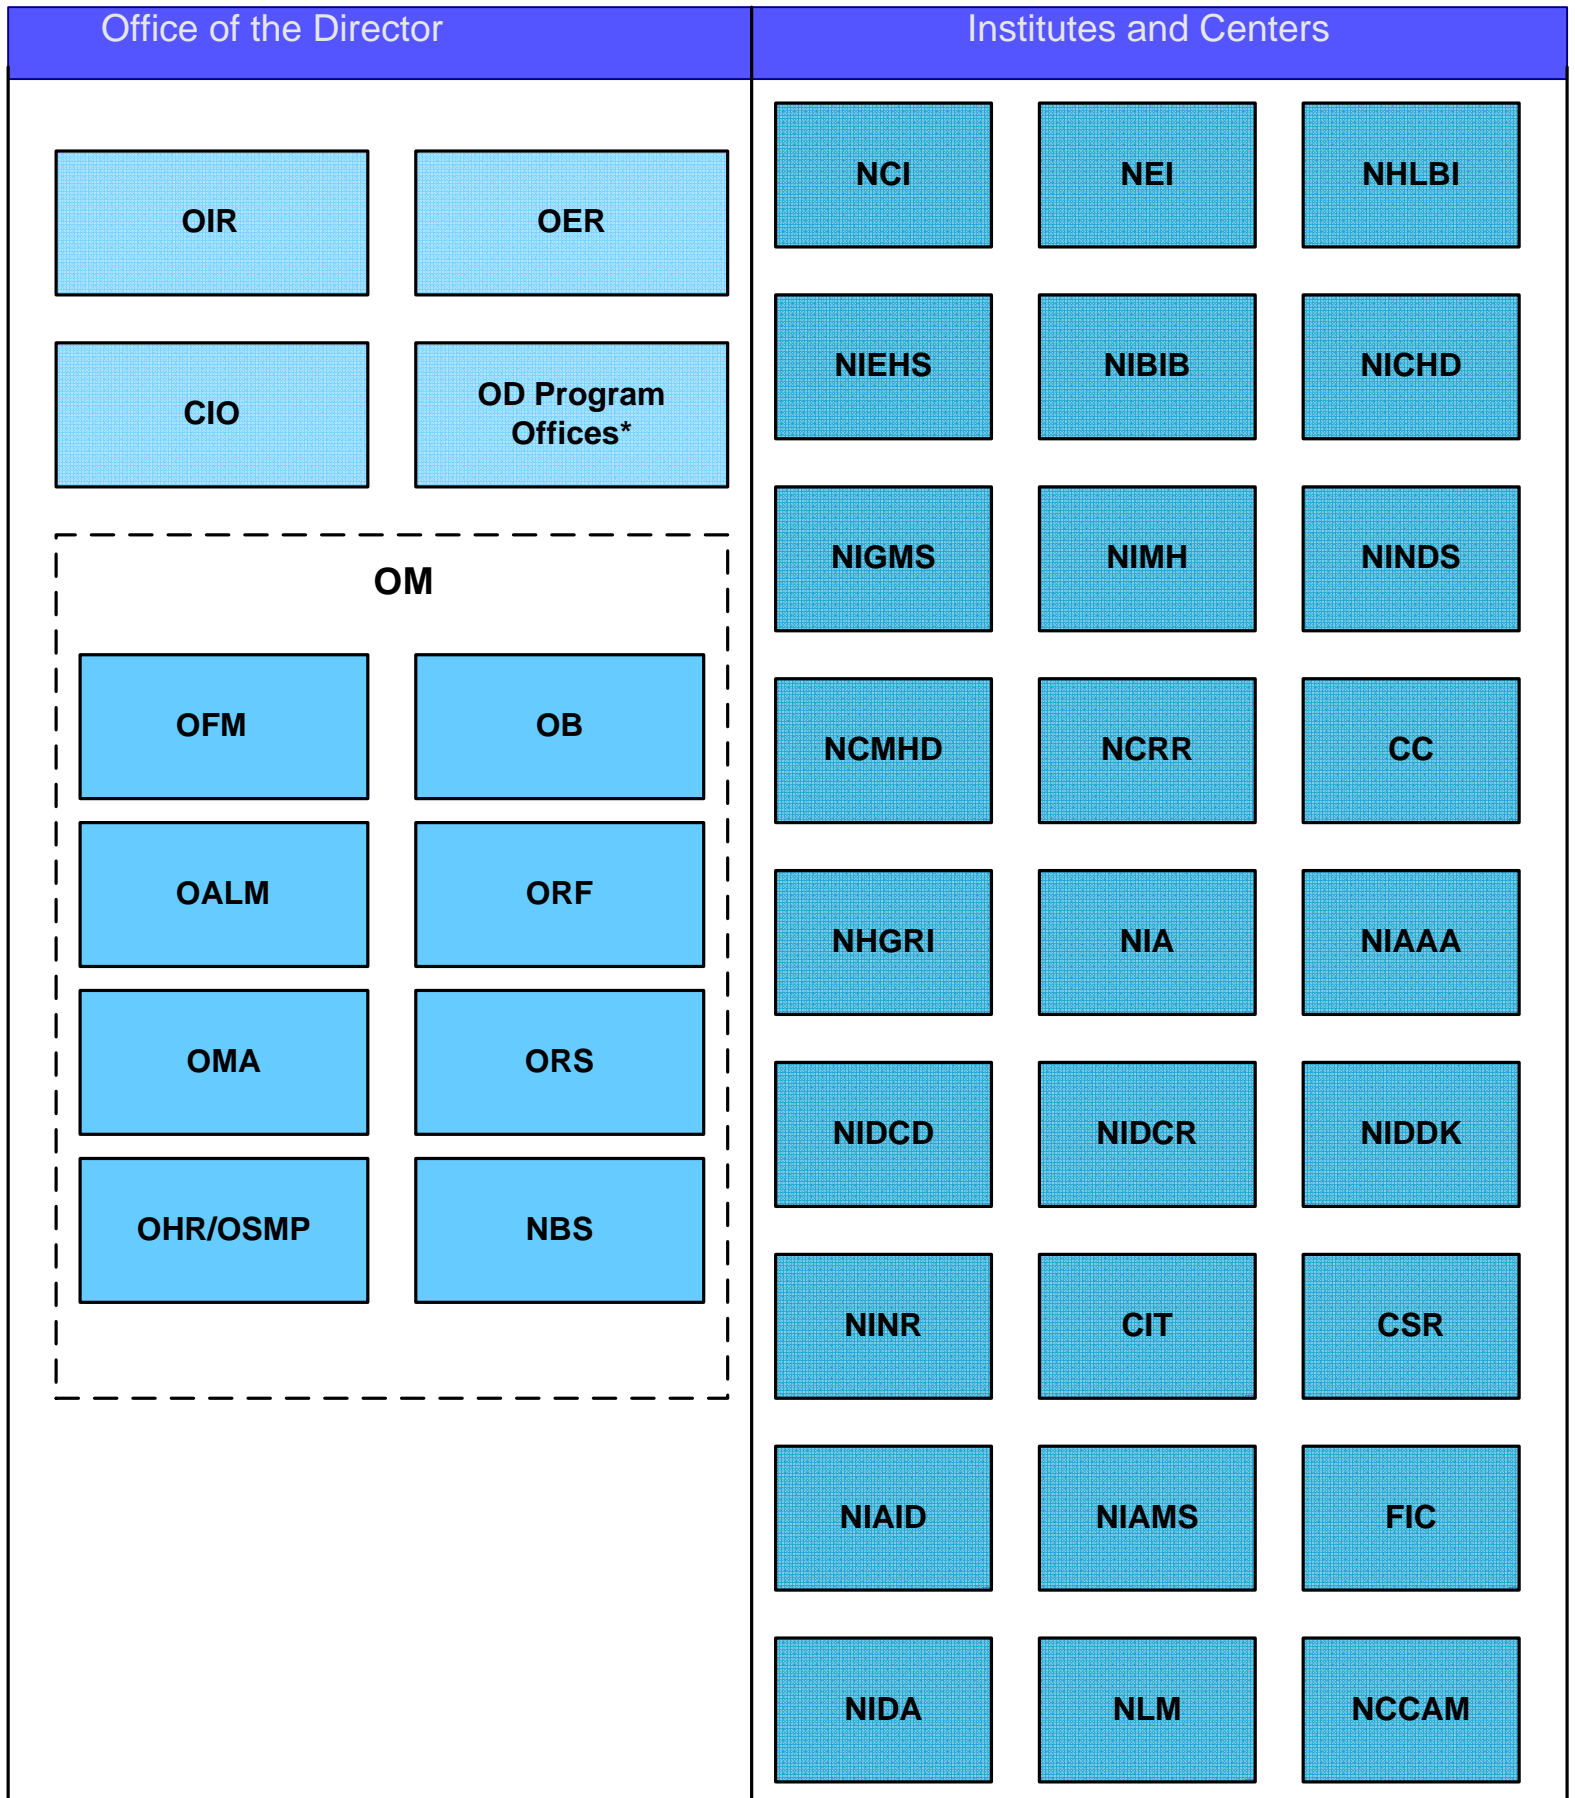 Office of the Director
OIR
OER
CIO
OD Program
Offices*
OM
OFM
OB
OALM
ORF
OMA
ORS
OHR/OSMP
NBS
Institutes and Centers
NCI
NEI
NHLBI
NIEHS
NIBIB
NICHD
NIGMS
NIMH
NINDS
NCMHD
NCRR
CC
NHGRI
NIA
NIAAA
NIDCD
NIDCR
NIDDK
NINR
CIT
CSR
NIAID
NIAMS
FIC
NIDA
NLM
NCCAM